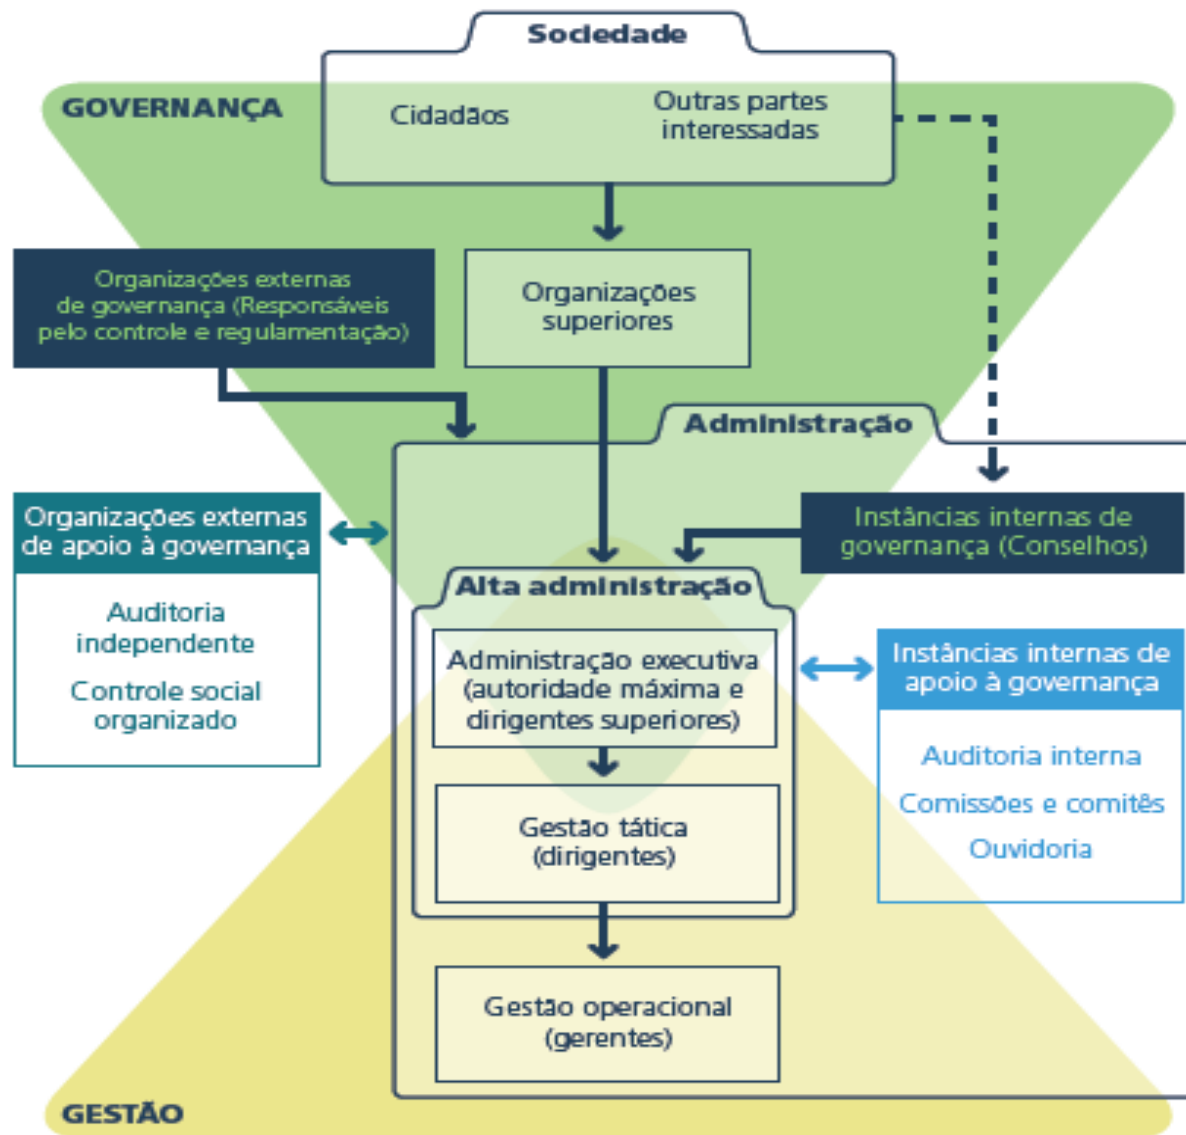 Sociedade
GOVERNANÇA
Cidadãos
Outras partes
interessadas
Organizações externas
de governança (Responsáveis
pelo controle e regulamentação)
Organizações
superiores
Administração
Organizações externas
de apoio à governança
Auditoria
independente
Controle social
organizado
Instâncias internas de
governança (Conselhos)
Alta administração
Administração executiva
(autoridade máxima e
dirigentes superiores)
Instâncias internas de
apoio à governança
Auditoria interna
Comissões e comitês
Ouvidoria
Gestão tática
(dirigentes)
Gestão operacional
(gerentes)
GESTÃO